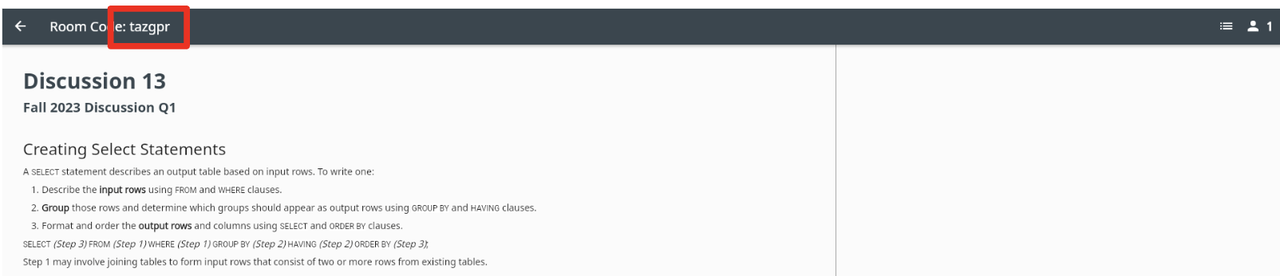 Room Code: tazgpr
1
Discussion 13
Fall 2023 Discussion Q1
Creating Select Statements
A SELECT statement describes an output table based on input rows. To write one:
1. Describe the input rows using FROM and WHERE clauses.
2. Group those rows and determine which groups should appear as output rows using GROUP BY and HAVING clauses.
3. Format and order the output rows and columns using SELECT and ORDER BY clauses.
SELECT (Step 3) FROM (Step 1) WHERE (Step 1) GROUP BY (Step 2) HAVING (Step 2) ORDER BY (Step 3);
Step 1 may involve joining tables to form input rows that consist of two or more rows from existing tables.